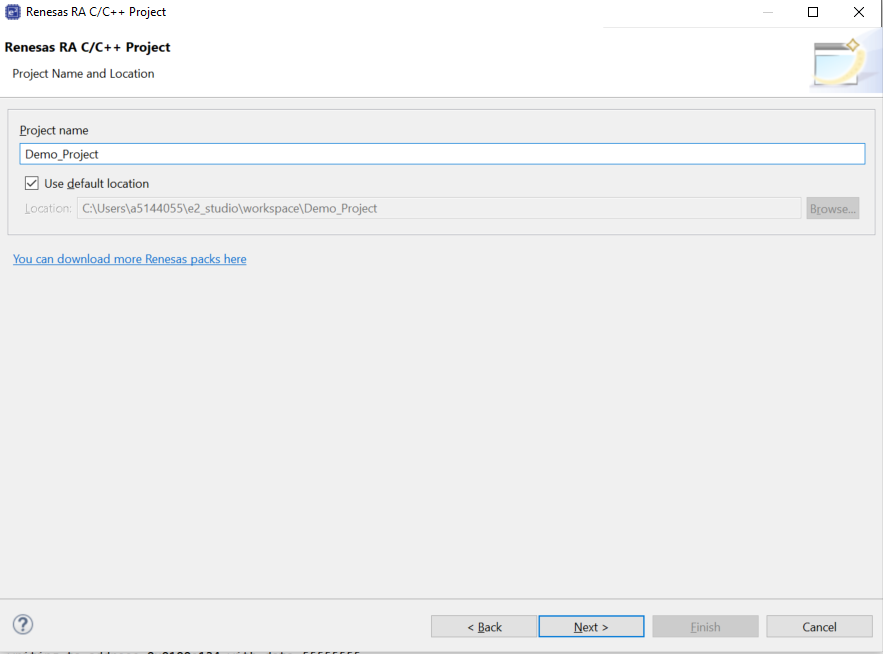 Renesas RA C/C++ Project
Renesas RA C/C++ Project
Project Name and Location
Project name
Demo_Project
Use default location
Location: C:\Users\a5144055\e2_studio\workspace\Demo_Project Browse...
You can download more Renesas packs here
< Back Next > Finish Cancel